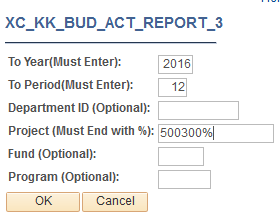 XC_KK_BUD_ACT_REPORT_3
To Year(Must Enter): 2016
To Period(Must Enter): 12
Department ID (Optional):
Project (Must End with %): 500300%
Fund (Optional):
Program (Optional):
OK Cancel